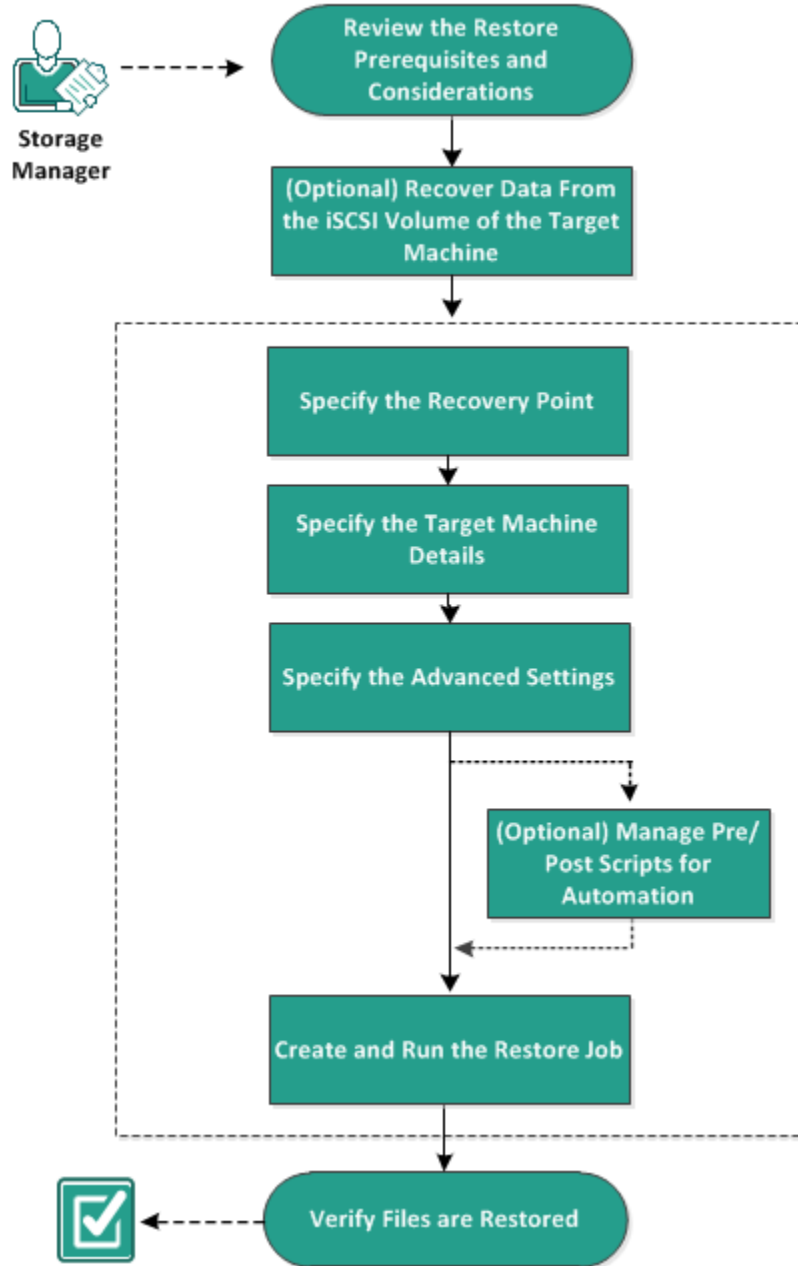 Review the Restore
Prerequisites and
Considerations
Storage
Manager
(Optional) Recover Data From
the iSCSI Volume of the Target
Machine
Specify the Recovery Point
Specify the Target Machine
Details
Specify the Advanced Settings
(Optional) Manage Pre/
Post Scripts for
Automation
Create and Run the Restore Job
Verify Files are Restored